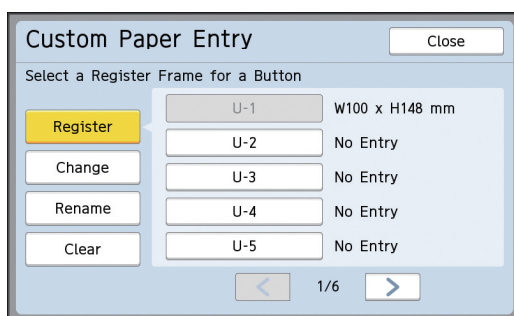 Custom Paper Entry
Close
Select a Register Frame for a Button
Register
Change
Rename
Clear
U-1 W100 x H148 mm
U-2 No Entry
U-3 No Entry
U-4 No Entry
U-5 No Entry
< 1/6 >